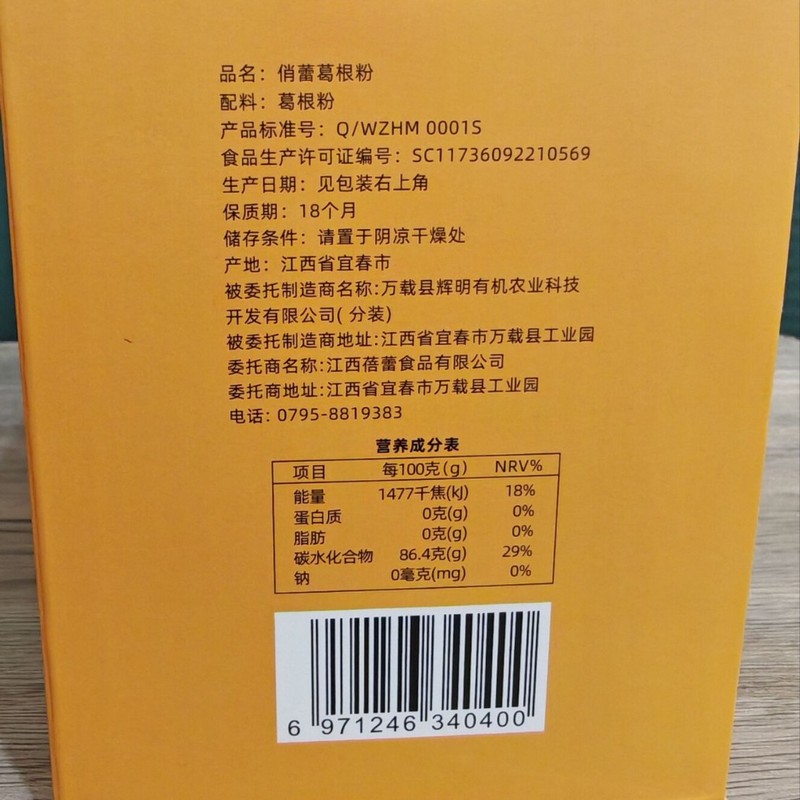 品名：俏蕾葛根粉
配料：葛根粉
产品标准号：Q/WZHM 0001S
食品生产许可证编号：SC11736092210569
生产日期：见包装右上角
保质期：18个月
储存条件：请置于阴凉干燥处
产地：江西省宜春市
被委托制造商名称:万载县辉明有机农业科技
开发有限公司(分装)
被委托制造商地址:江西省宜春市万载县工业园
委托商名称:江西蓓蕾食品有限公司
委托商地址:江西省宜春市万载县工业园
电话: 0795-8819383
营养成分表
项目 每100克(g) NRV%
能量 1477千焦(kJ) 18%
蛋白质 0克(g) 0%
脂肪 0克(g) 0%
碳水化合物 86.4克(g) 29%
钠 0毫克(mg) 0%
6 971246 340400